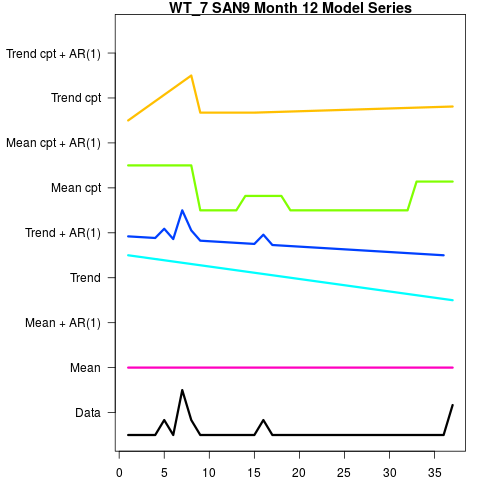 WT_7 SAN9 Month 12 Model Series
Trend cpt + AR(1)
Trend cpt
Mean cpt + AR(1)
Mean cpt
Trend + AR(1)
Trend
Mean + AR(1)
Mean
Data
0 5 10 15 20 25 30 35